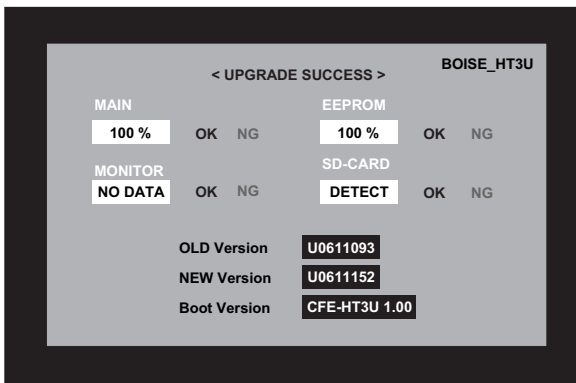 BOISE_HT3U
< UPGRADE SUCCESS >
MAIN EEPROM
100 % OK NG 100 % OK NG
MONITOR SD-CARD
NO DATA OK NG DETECT OK NG
OLD Version U0611093
NEW Version U0611152
Boot Version CFE-HT3U 1.00